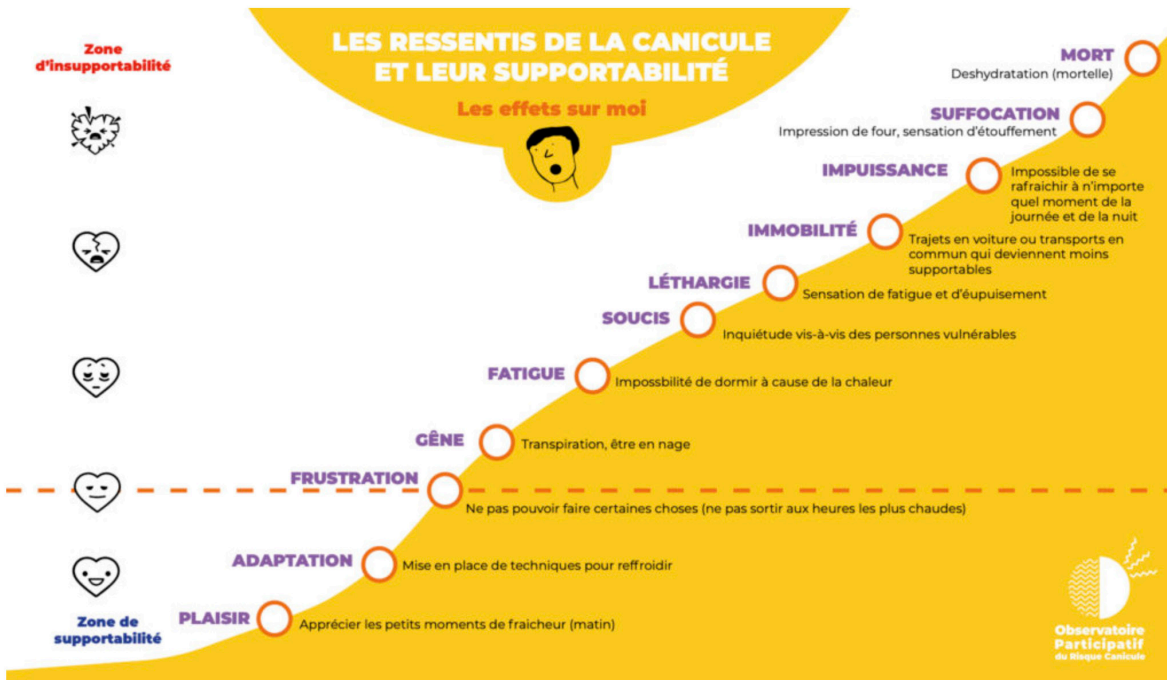 LES RESSENTIS DE LA CANICULE
ET LEUR SUPPORTABILITÉ
Les effets sur moi
Zone
d'insupportabilité
MORT
Deshydratation (mortelle)
SUFFOCATION
Impression de four, sensation d'étouffement
IMPUISSANCE
Impossible de se
rafraichir à n'importe
quel moment de la
journée et de la nuit
IMMOBILITÉ
Trajets en voiture ou transports en
commun qui deviennent moins
supportables
LÉTHARGIE
Sensation de fatigue et d'éupuisement
SOUCIS
Inquiétude vis-à-vis des personnes vulnérables
FATIGUE
Impossbilité de dormir à cause de la chaleur
GÊNE
Transpiration, être en nage
FRUSTRATION
Ne pas pouvoir faire certaines choses (ne pas sortir aux heures les plus chaudes)
ADAPTATION
Mise en place de techniques pour reffroidir
PLAISIR
Apprécier les petits moments de fraicheur (matin)
Zone de
supportabilité
Observatoire
Participatif
du Risque Canicule